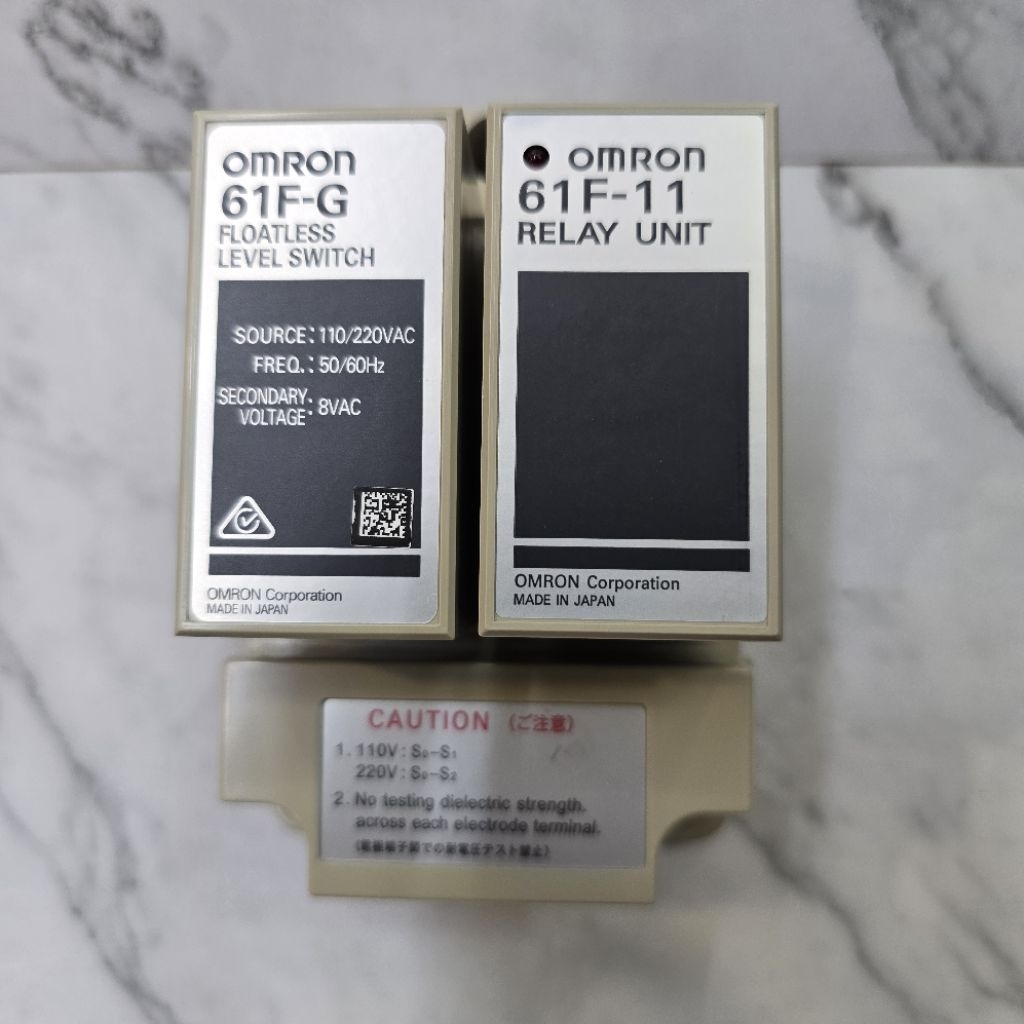 OMRON
61F-G
FLOATLESS
LEVEL SWITCH
SOURCE: 110/220VAC
FREQ.: 50/60Hz
SECONDARY
VOLTAGE: 8VAC
OMRON Corporation
MADE IN JAPAN
OMRON
61F-11
RELAY UNIT
OMRON Corporation
MADE IN JAPAN
CAUTION (ご注意)
1. 110V: S₀–S₁
220V: S₀–S₂
2. No testing dielectric strength.
across each electrode terminal.